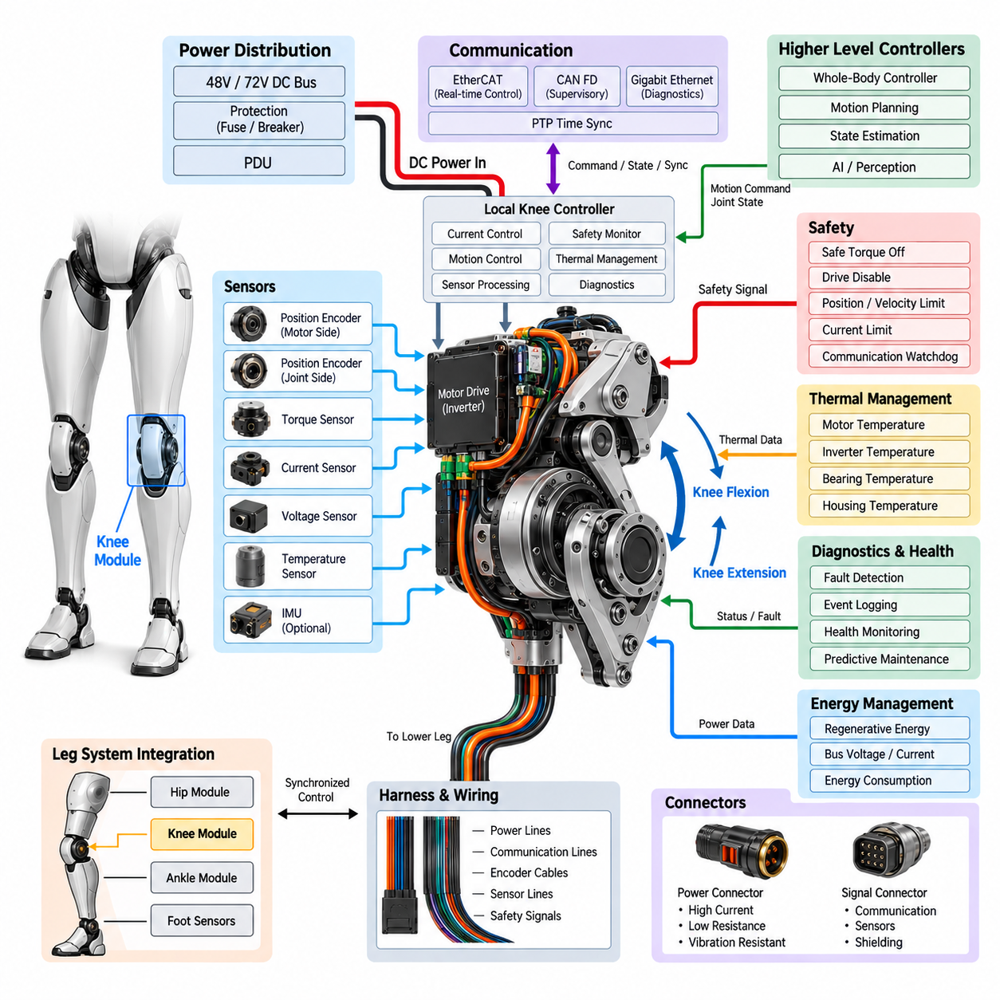 Power Distribution
48V / 72V DC Bus
Protection
(Fuse / Breaker)
PDU
Communication
EtherCAT
(Real-time Control)
CAN FD
(Supervisory)
Gigabit Ethernet
(Diagnostics)
PTP Time Sync
Higher Level Controllers
Whole-Body Controller
Motion Planning
State Estimation
AI / Perception
DC Power In
Command / State / Sync
Motion Command
Joint State
Local Knee Controller
Current Control
Safety Monitor
Motion Control
Thermal Management
Sensor Processing
Diagnostics
Safety
Safe Torque Off
Drive Disable
Position / Velocity Limit
Current Limit
Communication Watchdog
Safety Signal
Sensors
Position Encoder
(Motor Side)
Position Encoder
(Joint Side)
Torque Sensor
Current Sensor
Voltage Sensor
Temperature
Sensor
IMU
(Optional)
Motor Drive
(Inverter)
Knee
Module
Thermal Management
Motor Temperature
Inverter Temperature
Bearing Temperature
Housing Temperature
Thermal Data
Knee Flexion
Knee Extension
Diagnostics & Health
Fault Detection
Event Logging
Health Monitoring
Predictive Maintenance
Status / Fault
Energy Management
Regenerative Energy
Bus Voltage / Current
Energy Consumption
Power Data
To Lower Leg
Leg System Integration
Hip Module
Knee Module
Ankle Module
Foot Sensors
Synchronized
Control
Harness & Wiring
Power Lines
Communication Lines
Encoder Cables
Sensor Lines
Safety Signals
Connectors
Power Connector
• High Current
• Low Resistance
• Vibration Resistant
Signal Connector
• Communication
• Sensors
• Shielding